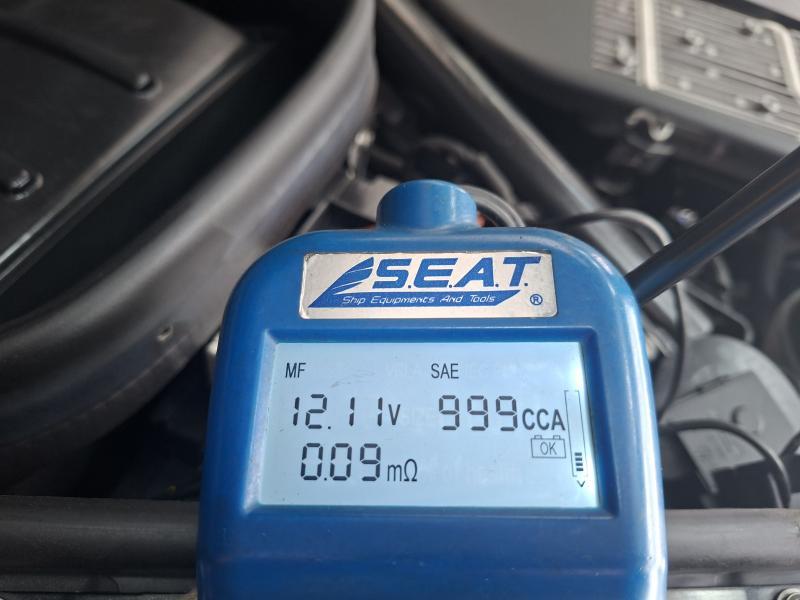 S.E.A.T.
Ship Equipments And Tools ®
MF SAE
12.11V 999CCA
OK
0.09mΩ